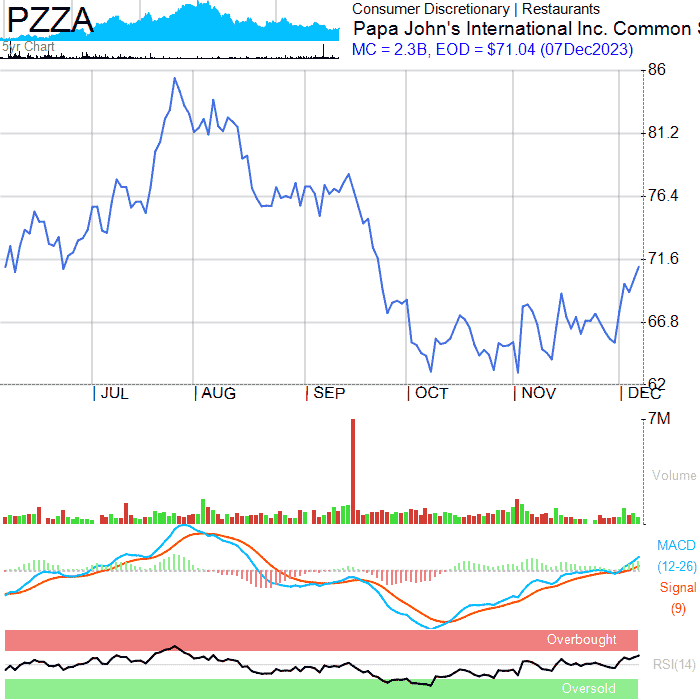 PZZA
5yr Chart
Consumer Discretionary | Restaurants
Papa John's International Inc. Common S
MC = 2.3B, EOD = $71.04 (07Dec2023)
86
81.2
76.4
71.6
66.8
62
JUL AUG SEP OCT NOV DEC
7M
Volume
MACD
(12-26)
Signal
(9)
Overbought
RSI(14)
Oversold